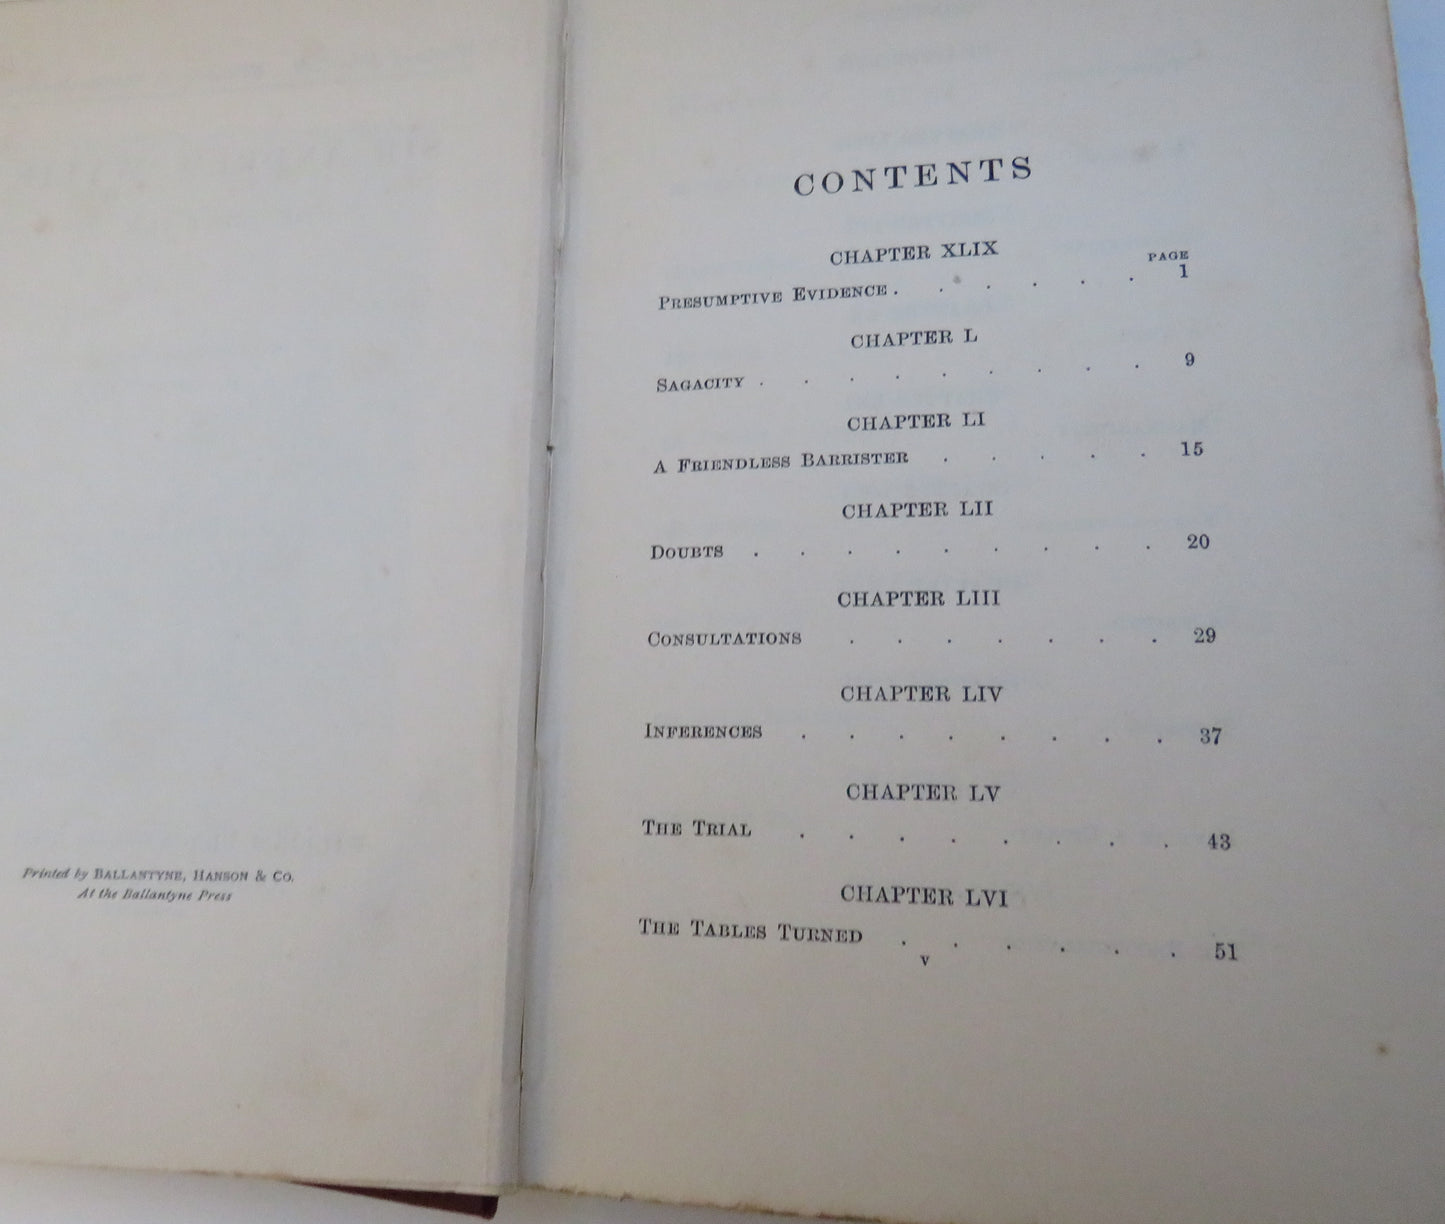 Printed by BALLANTYNE, HANSON & CO.
At the Ballantyne Press
CONTENTS
CHAPTER XLIX
PAGE
PRESUMPTIVE EVIDENCE . . . . . . 1
CHAPTER L
SAGACITY . . . . . . . . . 9
CHAPTER LI
A FRIENDLESS BARRISTER . . . . . 15
CHAPTER LII
DOUBTS . . . . . . . . . 20
CHAPTER LIII
CONSULTATIONS . . . . . . . 29
CHAPTER LIV
INFERENCES . . . . . . . . 37
CHAPTER LV
THE TRIAL . . . . . . . . 43
CHAPTER LVI
THE TABLES TURNED . . . . . . 51
v